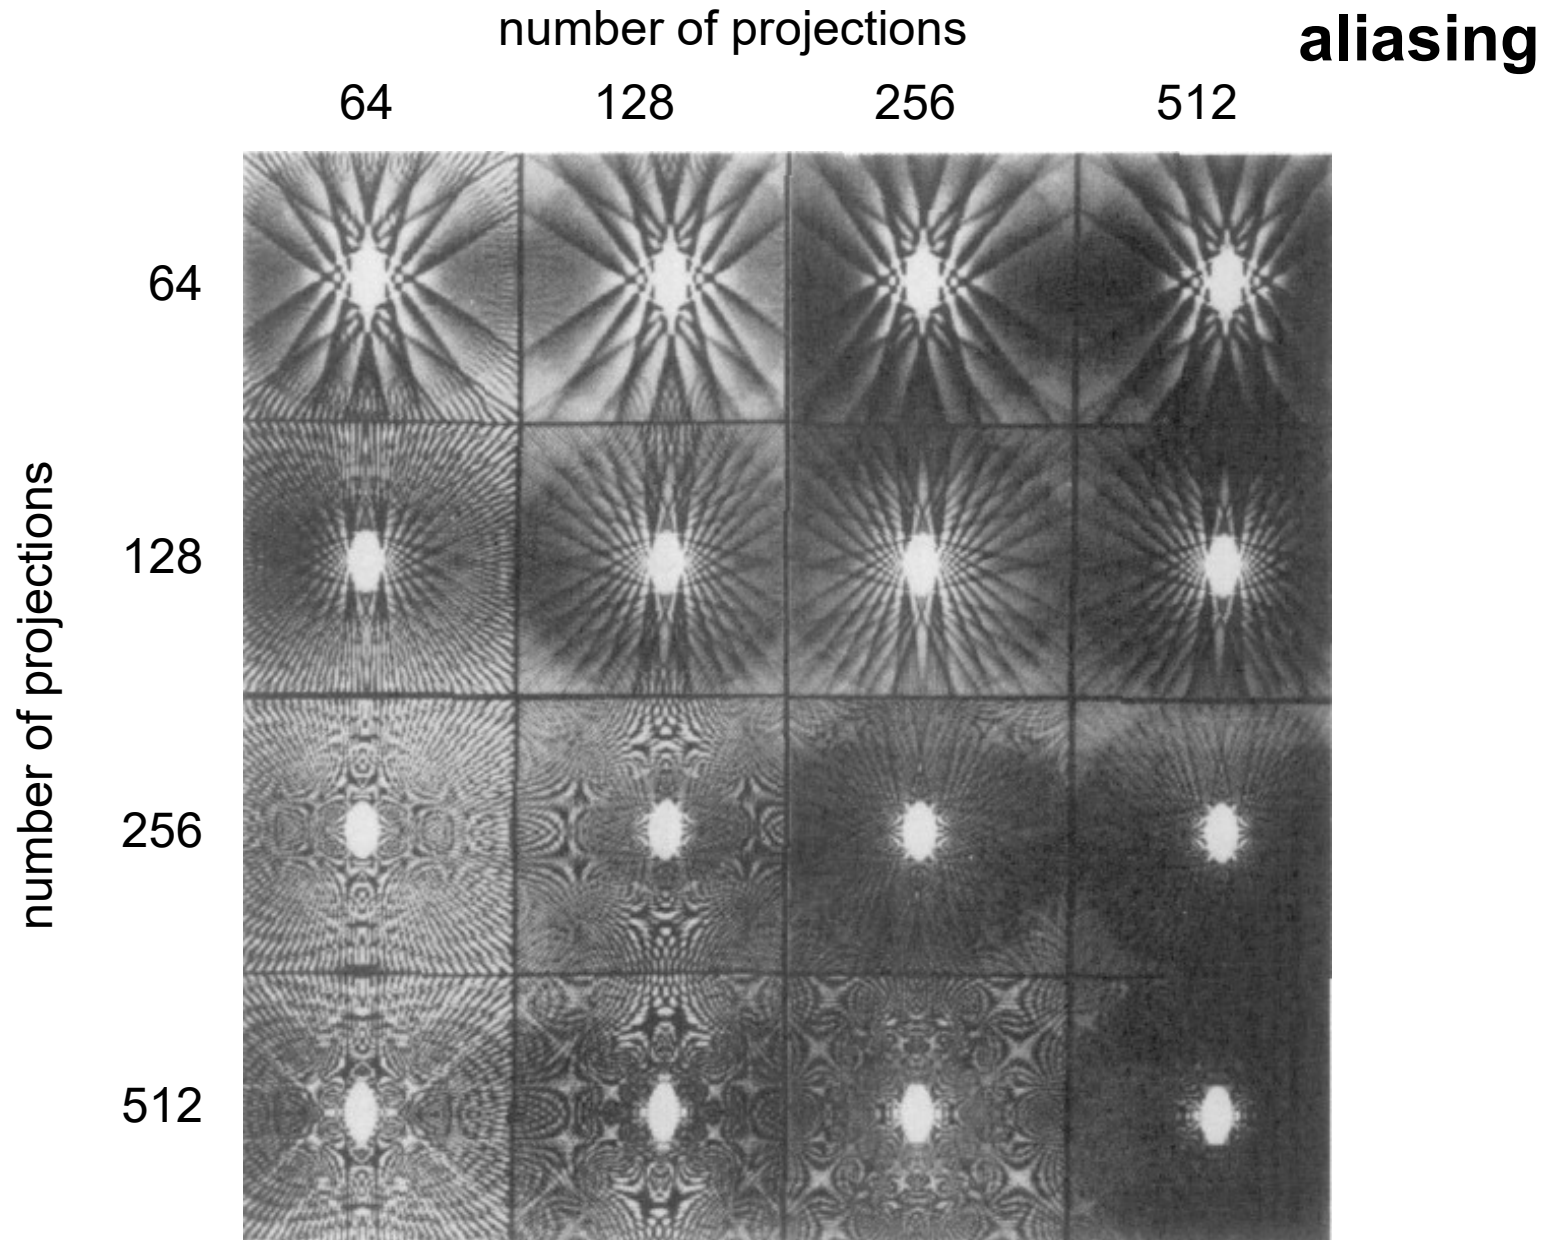 number of projections
aliasing
64 128 256 512
number of projections
64
128
256
512